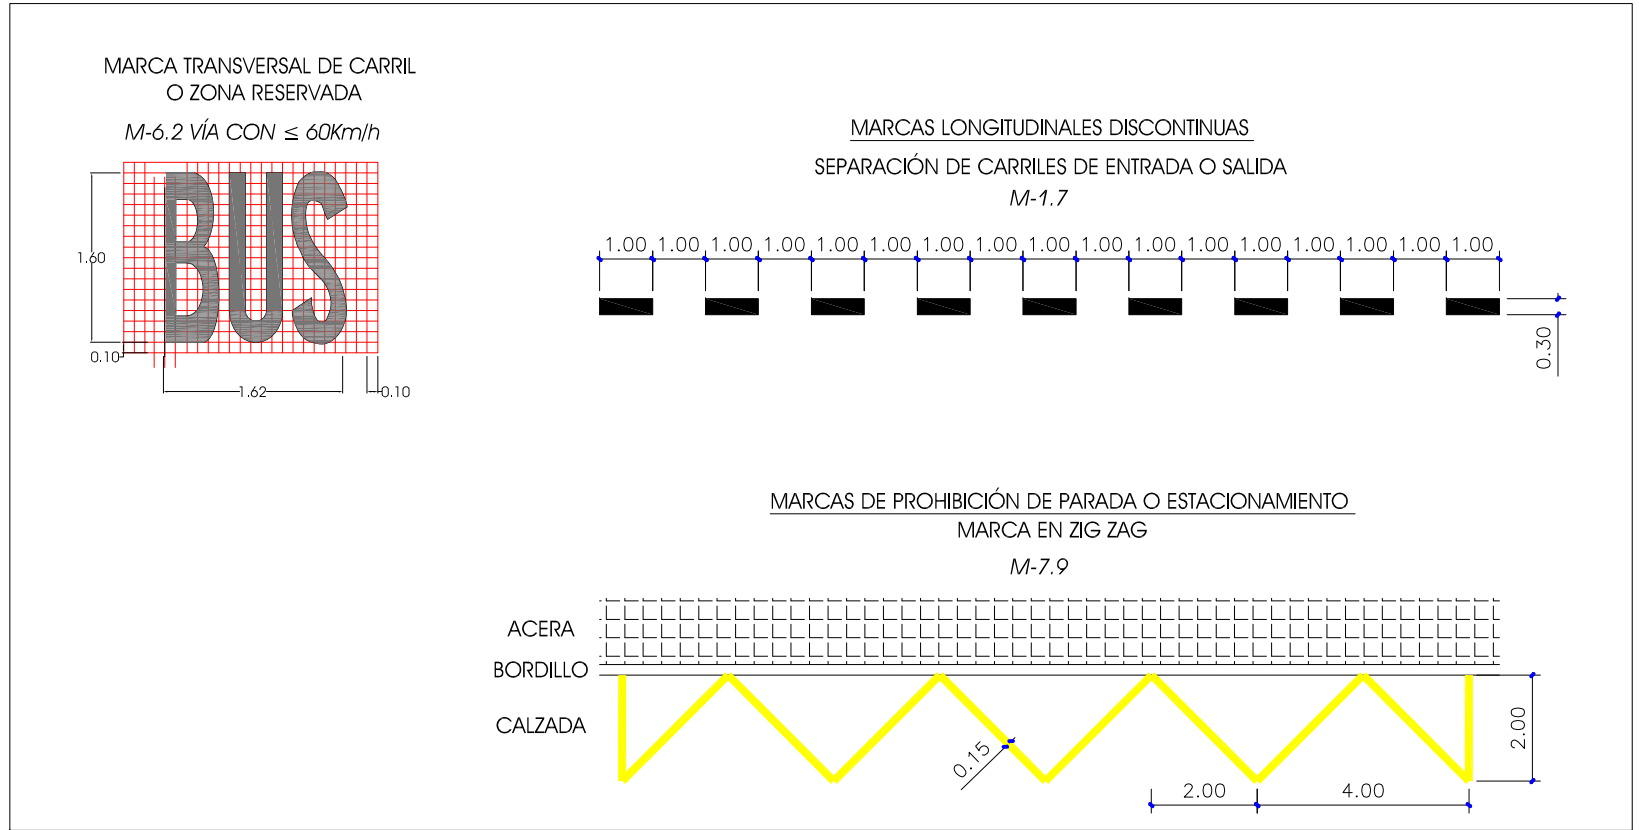 MARCA TRANSVERSAL DE CARRIL
O ZONA RESERVADA
M-6.2 VÍA CON ≤ 60Km/h
BUS
1.60
0.10
1.62
0.10
MARCAS LONGITUDINALES DISCONTINUAS
SEPARACIÓN DE CARRILES DE ENTRADA O SALIDA
M-1.7
1.00 1.00 1.00 1.00 1.00 1.00 1.00 1.00 1.00 1.00 1.00 1.00 1.00 1.00 1.00 1.00 1.00
0.30
MARCAS DE PROHIBICIÓN DE PARADA O ESTACIONAMIENTO
MARCA EN ZIG ZAG
M-7.9
ACERA
BORDILLO
CALZADA
0.15
2.00
2.00
4.00